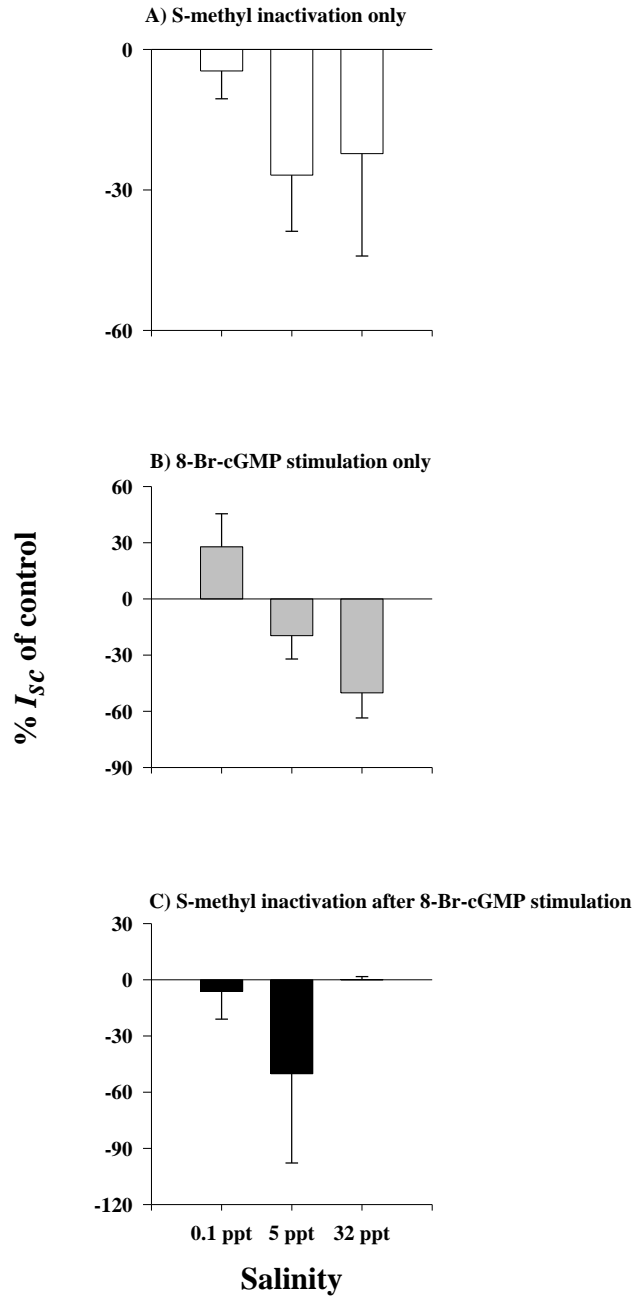 A) S-methyl inactivation only
0
-30
-60
B) 8-Br-cGMP stimulation only
60
30
0
-30
-60
-90
% Isc of control
C) S-methyl inactivation after 8-Br-cGMP stimulation
30
0
-30
-60
-90
-120
0.1 ppt 5 ppt 32 ppt
Salinity